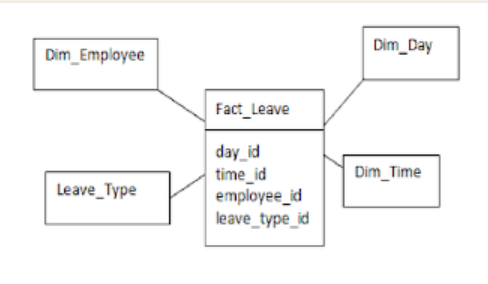 Dim_Employee
Dim_Day
Fact_Leave
day_id
time_id
employee_id
leave_type_id
Leave_Type
Dim_Time